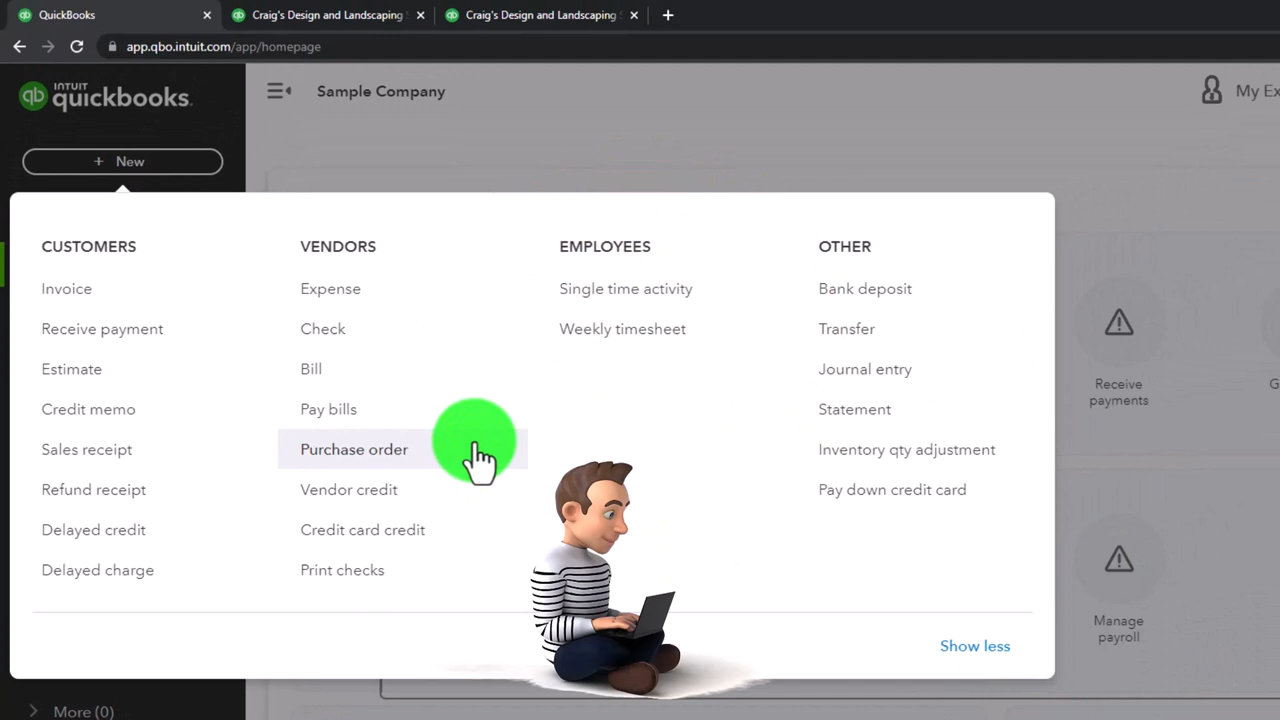 QuickBooks
Craig's Design and Landscaping S
Craig's Design and Landscaping S
app.qbo.intuit.com/app/homepage
INTUIT
qb quickbooks.
Sample Company
My Ex
+ New
CUSTOMERS
Invoice
Receive payment
Estimate
Credit memo
Sales receipt
Refund receipt
Delayed credit
Delayed charge
VENDORS
Expense
Check
Bill
Pay bills
Purchase order
Vendor credit
Credit card credit
Print checks
EMPLOYEES
Single time activity
Weekly timesheet
OTHER
Bank deposit
Transfer
Journal entry
Statement
Inventory qty adjustment
Pay down credit card
Show less
Receive
payments
G
Manage
payroll
More (0)